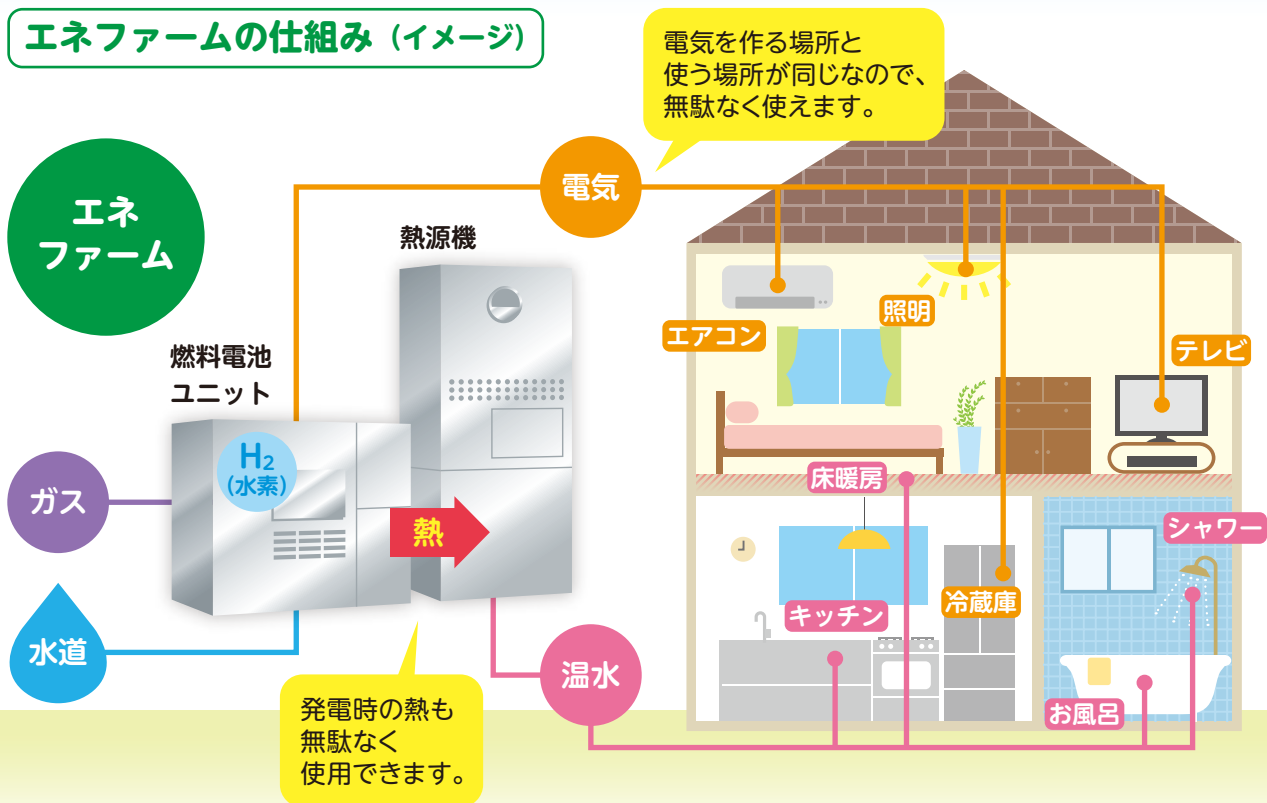 エネファームの仕組み（イメージ）
電気を作る場所と
使う場所が同じなので、
無駄なく使えます。
エネ
ファーム
電気
熱源機
燃料電池
ユニット
H₂
（水素）
ガス
熱
水道
温水
発電時の熱も
無駄なく
使用できます。
エアコン
照明
テレビ
床暖房
シャワー
キッチン
冷蔵庫
お風呂